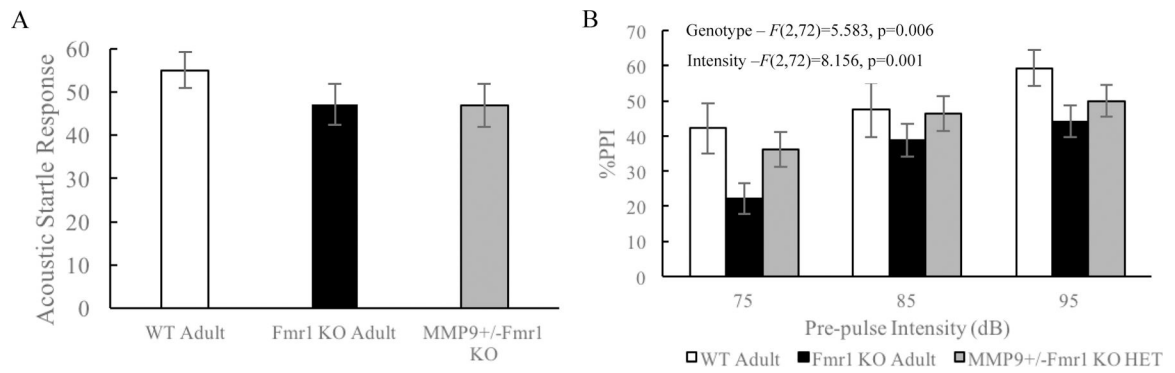 A
Acoustic Startle Response
60
50
40
30
20
10
0
WT Adult
Fmr1 KO Adult
MMP9+/-Fmr1
KO
B
Genotype – F(2,72)=5.583, p=0.006
Intensity –F(2,72)=8.156, p=0.001
%PPI
70
60
50
40
30
20
10
0
75
85
95
Pre-pulse Intensity (dB)
WT Adult
Fmr1 KO Adult
MMP9+/-Fmr1 KO HET